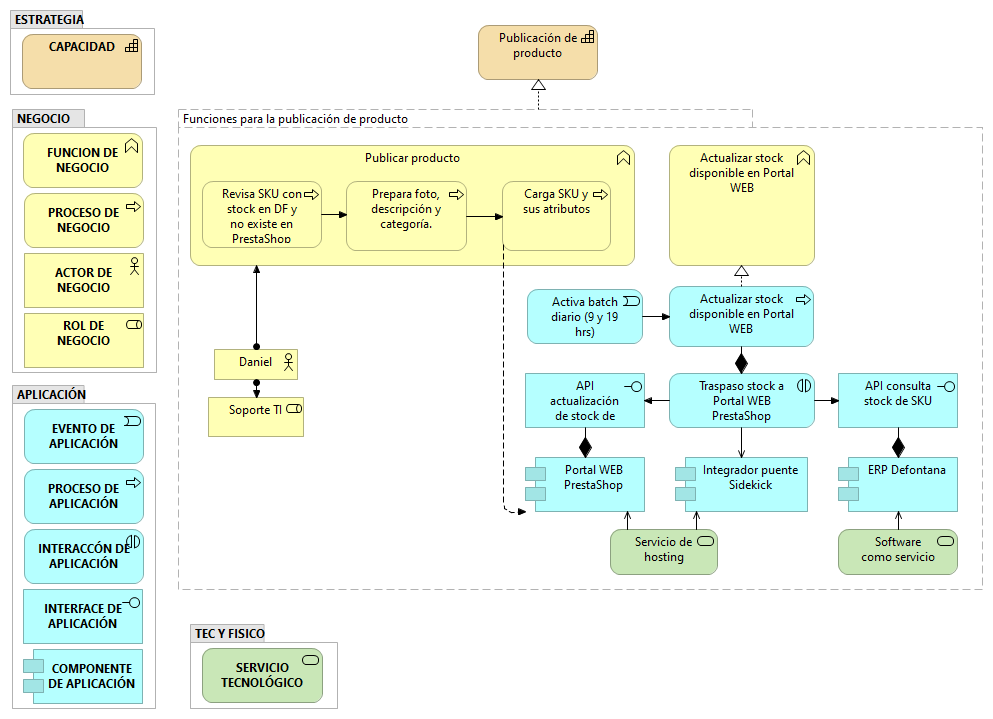 ESTRATEGIA
CAPACIDAD
NEGOCIO
FUNCION DE
NEGOCIO
PROCESO DE
NEGOCIO
ACTOR DE
NEGOCIO
ROL DE
NEGOCIO
APLICACIÓN
EVENTO DE
APLICACIÓN
PROCESO DE
APLICACIÓN
INTERACCÓN DE
APLICACIÓN
INTERFACE DE
APLICACIÓN
COMPONENTE
DE APLICACIÓN
Publicación de
producto
Funciones para la publicación de producto
Publicar producto
Revisa SKU con
stock en DF y
no existe en
PrestaShop
Prepara foto,
descripción y
categoría.
Carga SKU y
sus atributos
Actualizar stock
disponible en Portal
WEB
Activa batch
diario (9 y 19
hrs)
Actualizar stock
disponible en Portal
WEB
Daniel
Soporte TI
API
actualización
de stock de
Traspaso stock a
Portal WEB
PrestaShop
API consulta
stock de SKU
Portal WEB
PrestaShop
Integrador puente
Sidekick
ERP Defontana
Servicio de
hosting
Software
como servicio
TEC Y FISICO
SERVICIO
TECNOLÓGICO